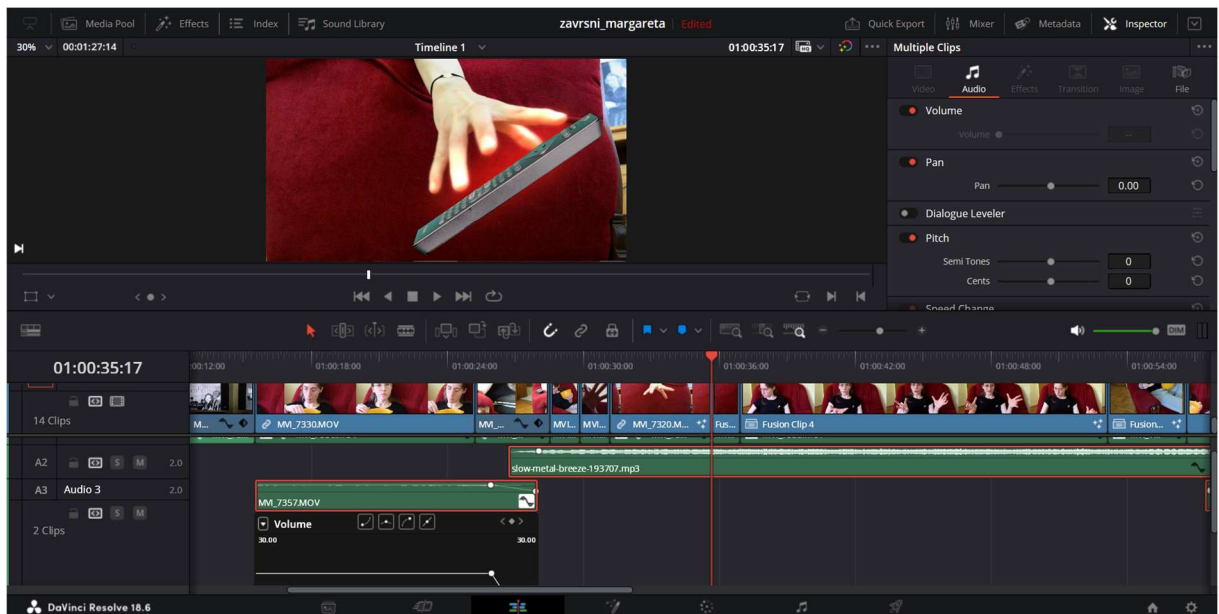 Media Pool Effects Index Sound Library zavrsni_margareta Edited Quick Export Mixer Metadata Inspector
30% 00:01:27:14 Timeline 1 01:00:35:17 Multiple Clips
Video Audio Effects Transition Image File
Volume
Volume --
Pan
Pan 0.00
Dialogue Leveler
Pitch
Semi Tones 0
Cents 0
Speed Change
DIM
01:00:35:17 00:12:00 01:00:18:00 01:00:24:00 01:00:30:00 01:00:36:00 01:00:42:00 01:00:48:00 01:00:54:00
14 Clips M... MVI_7330.MOV MVI_... MVI... MVI... MVI_7320.M... Fus... Fusion Clip 4 Fusion...
A2 S M 2.0
slow-metal-breeze-193707.mp3
A3 Audio 3 2.0
MVI_7357.MOV
S M
2 Clips
Volume
30.00 30.00
DaVinci Resolve 18.6